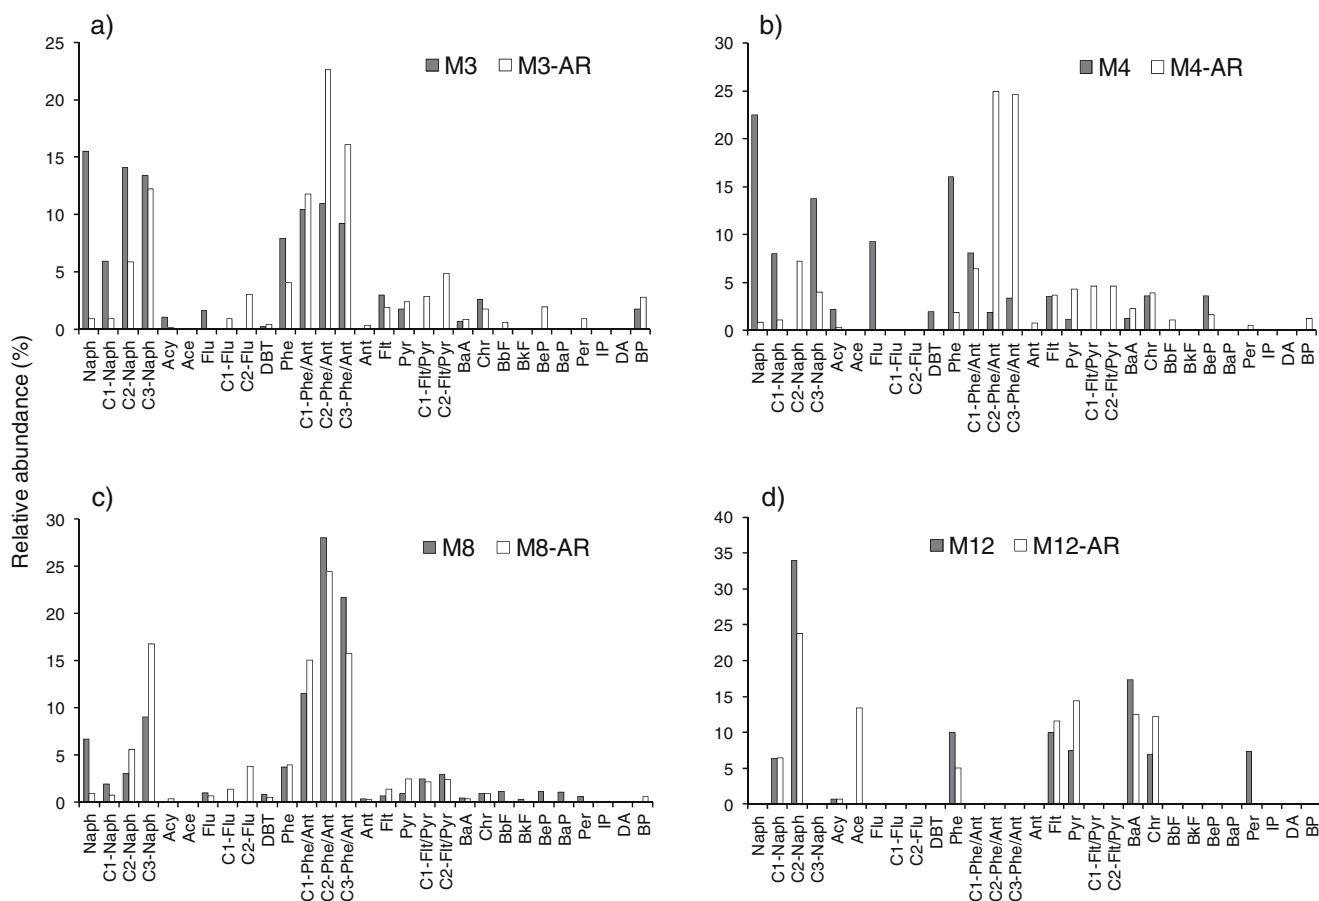 a)
25
20
15
10
5
0
M3 M3-AR
Naph
C1-Naph
C2-Naph
C3-Naph
Acy
Ace
Flu
C1-Flu
C2-Flu
DBT
Phe
C1-Phe/Ant
C2-Phe/Ant
C3-Phe/Ant
Ant
Flt
Pyr
C1-Flt/Pyr
C2-Flt/Pyr
BaA
Chr
BbF
BkF
BeP
BaP
Per
IP
DA
BP
b)
30
25
20
15
10
5
0
M4 M4-AR
Naph
C1-Naph
C2-Naph
C3-Naph
Acy
Ace
Flu
C1-Flu
C2-Flu
DBT
Phe
C1-Phe/Ant
C2-Phe/Ant
C3-Phe/Ant
Ant
Flt
Pyr
C1-Flt/Pyr
C2-Flt/Pyr
BaA
Chr
BbF
BkF
BeP
BaP
Per
IP
DA
BP
Relative abundance (%)
c)
30
25
20
15
10
5
0
M8 M8-AR
Naph
C1-Naph
C2-Naph
C3-Naph
Acy
Ace
Flu
C1-Flu
C2-Flu
DBT
Phe
C1-Phe/Ant
C2-Phe/Ant
C3-Phe/Ant
Ant
Flt
Pyr
C1-Flt/Pyr
C2-Flt/Pyr
BaA
Chr
BbF
BkF
BeP
BaP
Per
IP
DA
BP
d)
40
35
30
25
20
15
10
5
0
M12 M12-AR
Naph
C1-Naph
C2-Naph
C3-Naph
Acy
Ace
Flu
C1-Flu
C2-Flu
DBT
Phe
C1-Phe/Ant
C2-Phe/Ant
C3-Phe/Ant
Ant
Flt
Pyr
C1-Flt/Pyr
C2-Flt/Pyr
BaA
Chr
BbF
BkF
BeP
BaP
Per
IP
DA
BP